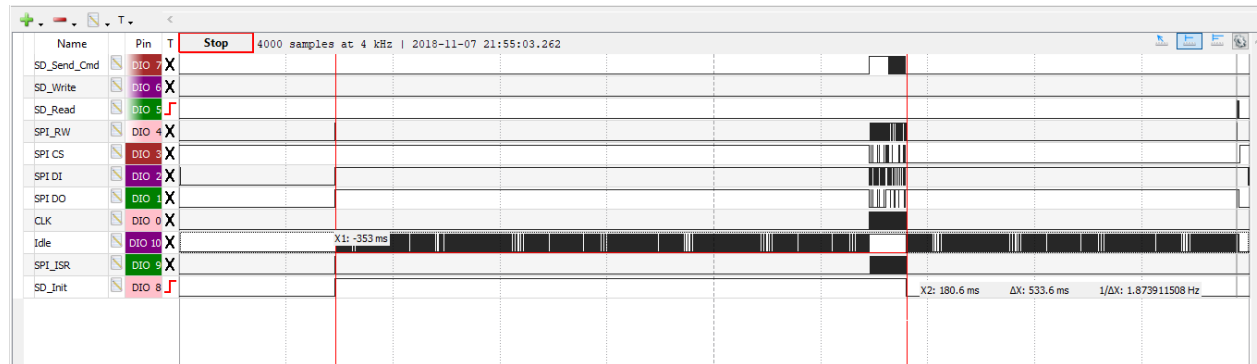 T
Name Pin T Stop 4000 samples at 4 kHz | 2018-11-07 21:55:03.262
SD_Send_Cmd DIO 7 X
SD_Write DIO 6 X
SD_Read DIO 5
SPI_RW DIO 4 X
SPI CS DIO 3 X
SPI DI DIO 2 X
SPI DO DIO 1 X
CLK DIO 0 X
Idle DIO 10 X X1: -353 ms
SPI_ISR DIO 9 X
SD_Init DIO 8 X2: 180.6 ms ΔX: 533.6 ms 1/ΔX: 1.873911508 Hz